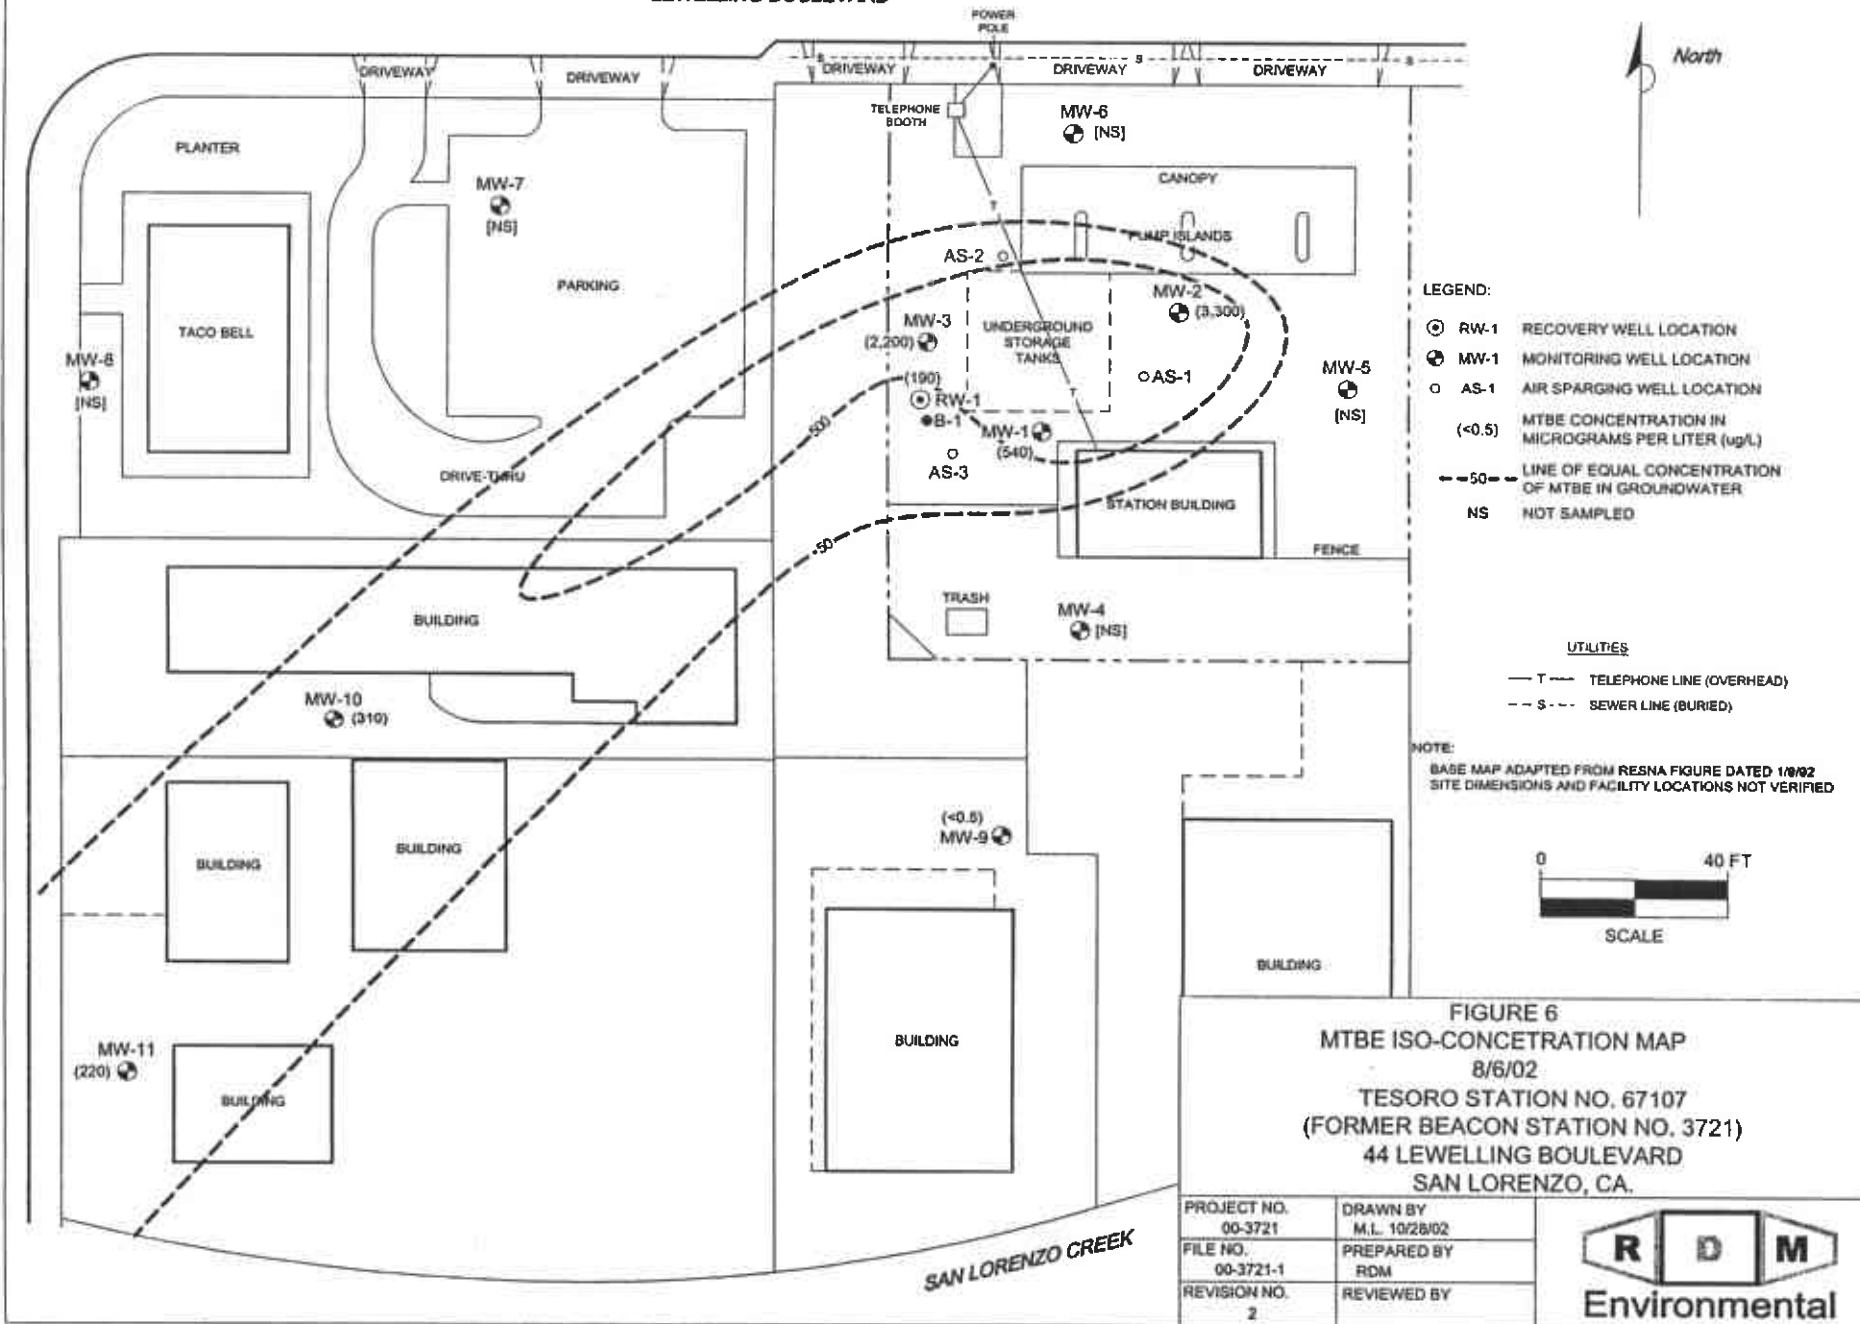 POWER
POLE
North
DRIVEWAY
DRIVEWAY
S
DRIVEWAY
DRIVEWAY
S
DRIVEWAY
S
TELEPHONE
BOOTH
MW-6
[NS]
PLANTER
MW-7
[NS]
CANOPY
T
PUMP ISLANDS
AS-2
PARKING
MW-2
(3,300)
TACO BELL
MW-3
(2,200)
UNDERGROUND
STORAGE
TANKS
MW-8
[NS]
(190)
RW-1
B-1
AS-1
T
MW-5
[NS]
500
MW-1
(540)
AS-3
DRIVE-THRU
STATION BUILDING
50
FENCE
LEGEND:
RW-1 RECOVERY WELL LOCATION
MW-1 MONITORING WELL LOCATION
AS-1 AIR SPARGING WELL LOCATION
(<0.5) MTBE CONCENTRATION IN
MICROGRAMS PER LITER (ug/L)
50 LINE OF EQUAL CONCENTRATION
OF MTBE IN GROUNDWATER
NS NOT SAMPLED
BUILDING
TRASH
MW-4
[NS]
UTILITIES
T TELEPHONE LINE (OVERHEAD)
S SEWER LINE (BURIED)
MW-10
(310)
NOTE:
BASE MAP ADAPTED FROM RESNA FIGURE DATED 1/8/92
SITE DIMENSIONS AND FACILITY LOCATIONS NOT VERIFIED
BUILDING
BUILDING
(<0.5)
MW-9
0 40 FT
SCALE
BUILDING
BUILDING
MW-11
(220)
BUILDING
SAN LORENZO CREEK
FIGURE 6
MTBE ISO-CONCETRATION MAP
8/6/02
TESORO STATION NO. 67107
(FORMER BEACON STATION NO. 3721)
44 LEWELLING BOULEVARD
SAN LORENZO, CA.
PROJECT NO.
00-3721
DRAWN BY
M.L. 10/28/02
FILE NO.
00-3721-1
PREPARED BY
RDM
REVISION NO.
2
REVIEWED BY
R D M
Environmental